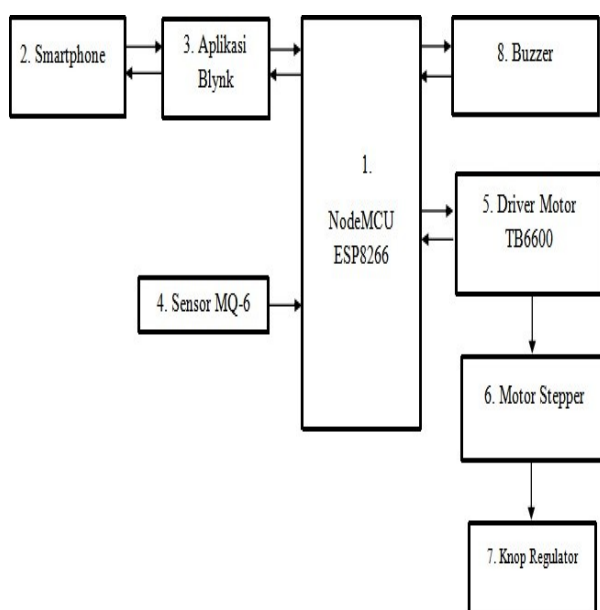 2. Smartphone
3. Aplikasi
Blynk
1.
NodeMCU
ESP8266
8. Buzzer
5. Driver Motor
TB6600
4. Sensor MQ-6
6. Motor Stepper
7. Knop Regulator